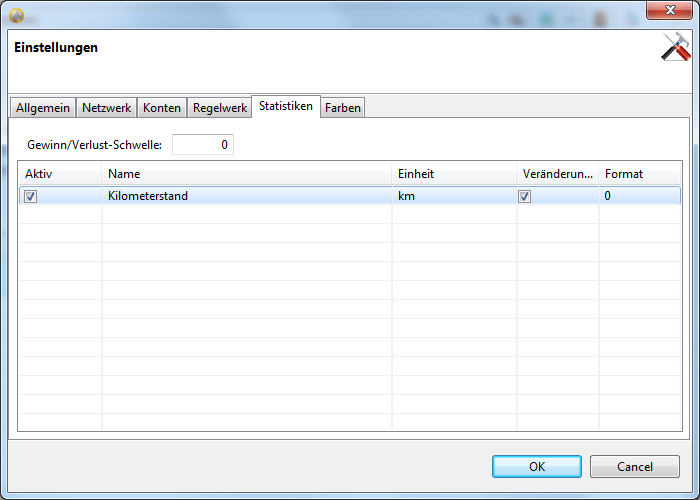 Einstellungen
Allgemein Netzwerk Konten Regelwerk Statistiken Farben
Gewinn/Verlust-Schwelle: 0
Aktiv Name Einheit Veränderun... Format
Kilometerstand km 0
OK Cancel